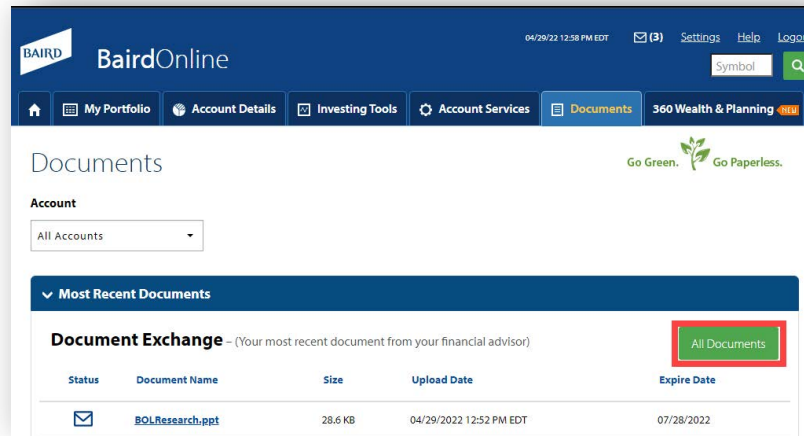 04/29/22 12:58 PM EDT (3) Settings Help
BAIRD BairdOnline
Symbol
My Portfolio Account Details Investing Tools Account Services Documents 360 Wealth & Planning NEW
Documents
Go Green. Go Paperless.
Account
All Accounts
Most Recent Documents
Document Exchange – (Your most recent document from your financial advisor)
All Documents
Status Document Name Size Upload Date Expire Date
BOLResearch.ppt 28.6 KB 04/29/2022 12:52 PM EDT 07/28/2022